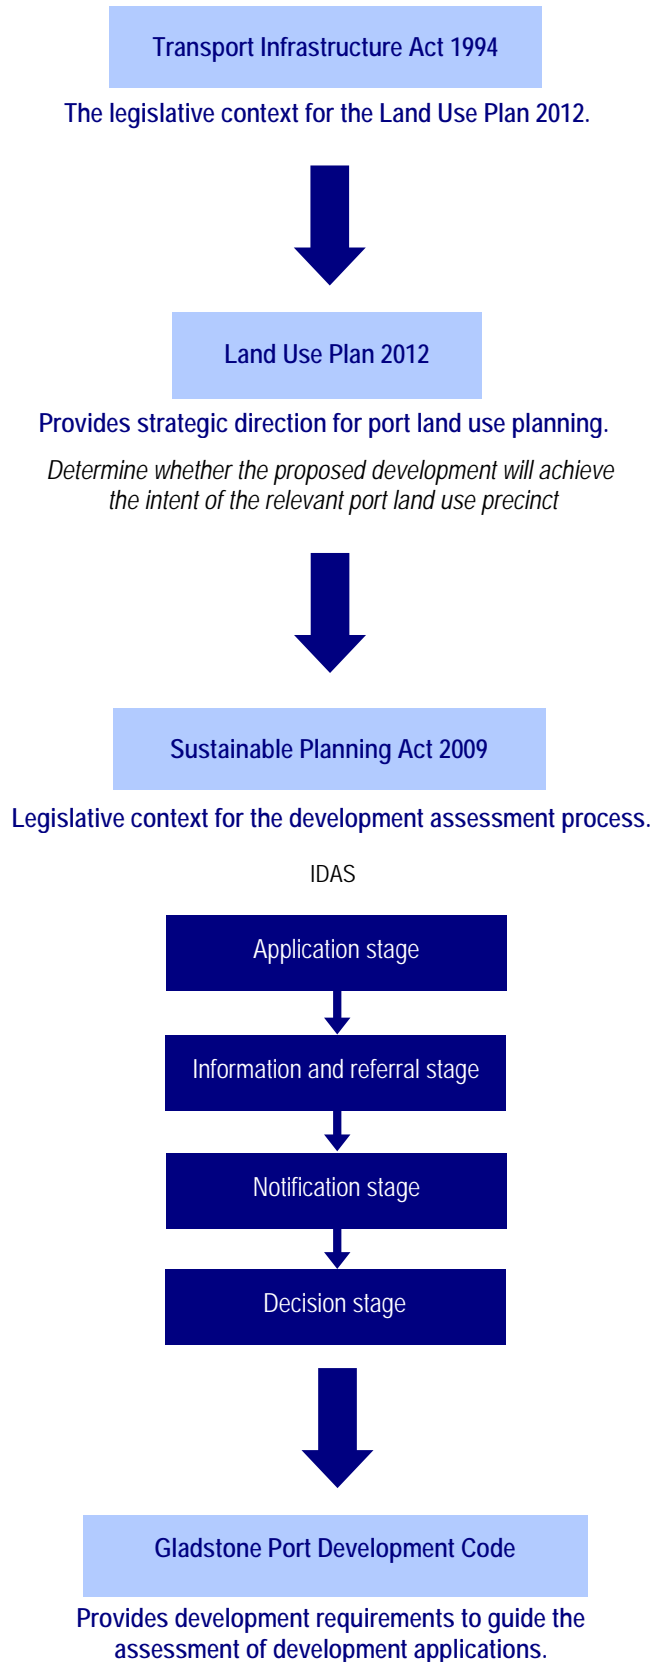 Transport Infrastructure Act 1994
The legislative context for the Land Use Plan 2012.
Land Use Plan 2012
Provides strategic direction for port land use planning.
Determine whether the proposed development will achieve
the intent of the relevant port land use precinct
Sustainable Planning Act 2009
Legislative context for the development assessment process.
IDAS
Application stage
Information and referral stage
Notification stage
Decision stage
Gladstone Port Development Code
Provides development requirements to guide the
assessment of development applications.